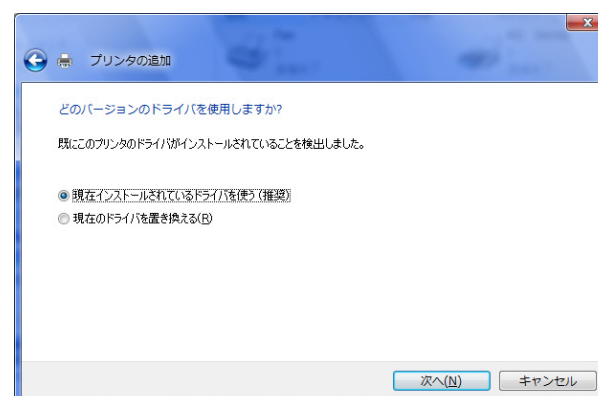 プリンタの追加
どのバージョンのドライバを使用しますか?
既にこのプリンタのドライバがインストールされていることを検出しました。
現在インストールされているドライバを使う(推奨)
現在のドライバを置き換える(R)
次へ(N)
キャンセル